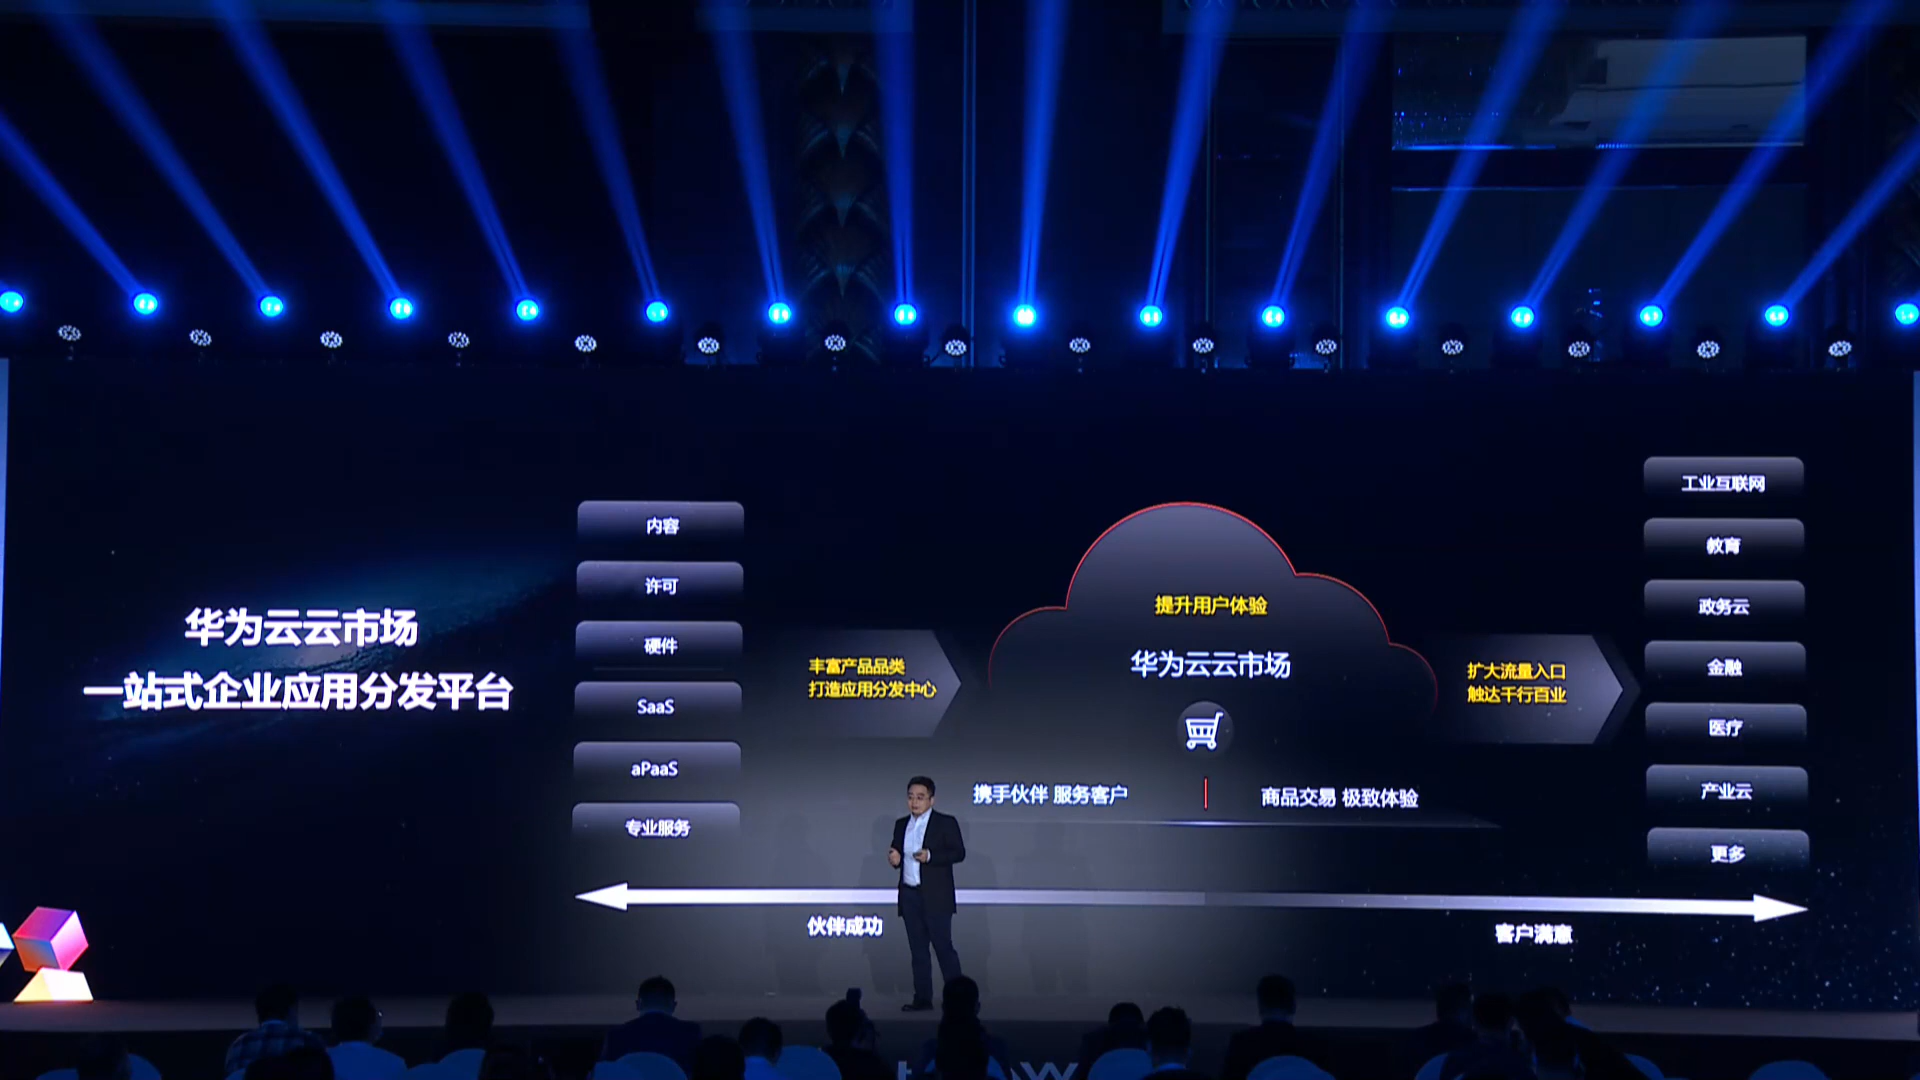 华为云云市场
一站式企业应用分发平台
内容
许可
硬件
SaaS
aPaaS
专业服务
丰富产品品类
打造应用分发中心
提升用户体验
华为云云市场
携手伙伴 服务客户
商品交易 极致体验
扩大流量入口
触达千行百业
工业互联网
教育
政务云
金融
医疗
产业云
更多
伙伴成功
客户满意